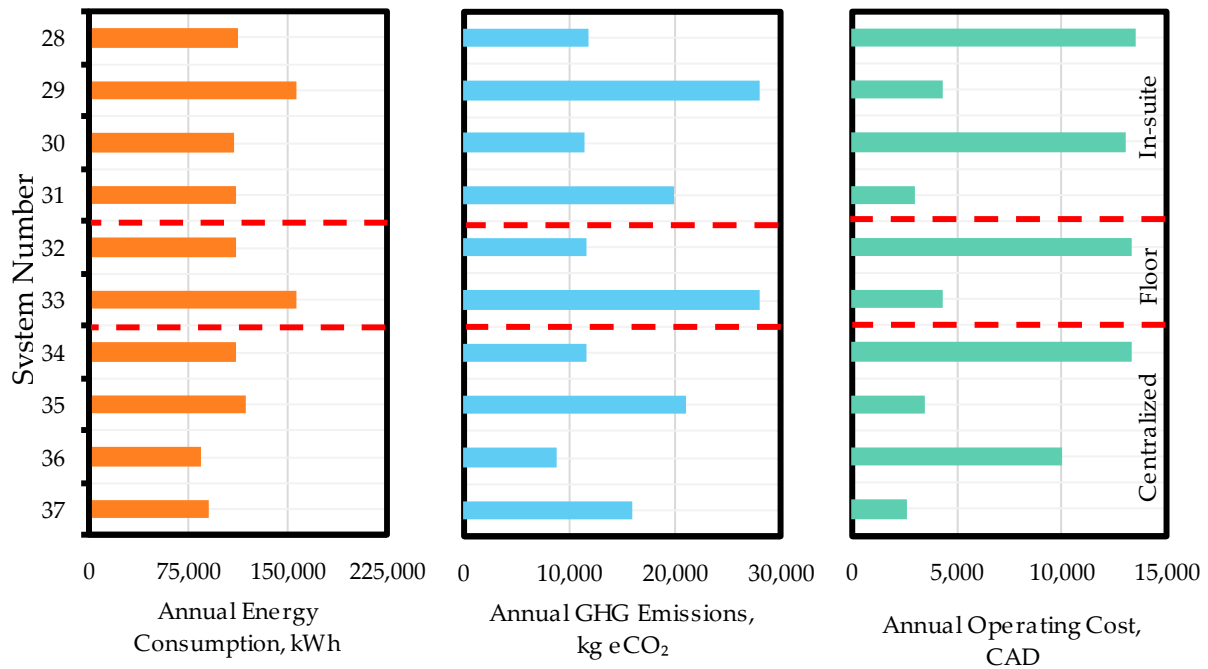 System Number
28
29
30
31
32
33
34
35
36
37
0 75,000 150,000 225,000
Annual Energy
Consumption, kWh
0 10,000 20,000 30,000
Annual GHG Emissions,
kg eCO₂
In-suite
Floor
Centralized
0 5,000 10,000 15,000
Annual Operating Cost,
CAD